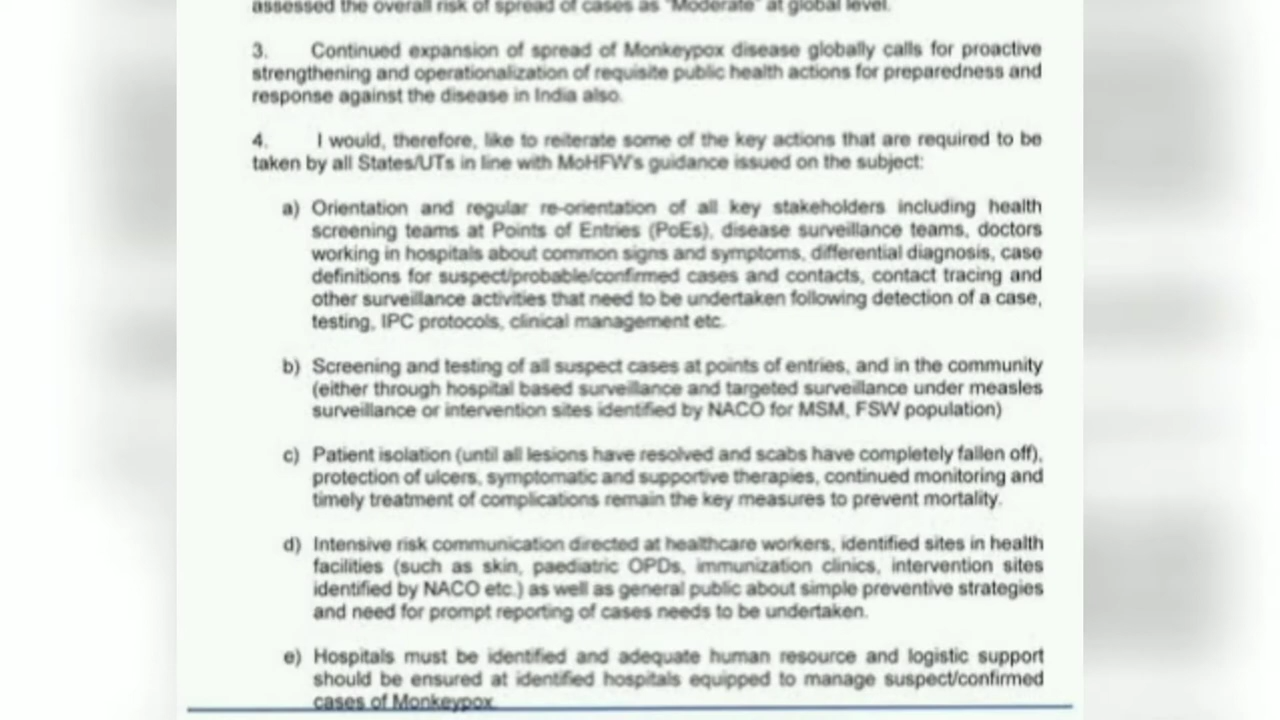 assessed the overall risk of spread of cases as "Moderate" at global level.
3. Continued expansion of spread of Monkeypox disease globally calls for proactive
strengthening and operationalization of requisite public health actions for preparedness and
response against the disease in India also.
4. I would, therefore, like to reiterate some of the key actions that are required to be
taken by all States/UTs in line with MoHFW's guidance issued on the subject:
a) Orientation and regular re-orientation of all key stakeholders including health
screening teams at Points of Entries (PoEs), disease surveillance teams, doctors
working in hospitals about common signs and symptoms, differential diagnosis, case
definitions for suspect/probable/confirmed cases and contacts, contact tracing and
other surveillance activities that need to be undertaken following detection of a case,
testing, IPC protocols, clinical management etc.
b) Screening and testing of all suspect cases at points of entries, and in the community
(either through hospital based surveillance and targeted surveillance under measles
surveillance or intervention sites identified by NACO for MSM, FSW population)
c) Patient isolation (until all lesions have resolved and scabs have completely fallen off),
protection of ulcers, symptomatic and supportive therapies, continued monitoring and
timely treatment of complications remain the key measures to prevent mortality.
d) Intensive risk communication directed at healthcare workers, identified sites in health
facilities (such as skin, paediatric OPDs, immunization clinics, intervention sites
identified by NACO etc.) as well as general public about simple preventive strategies
and need for prompt reporting of cases needs to be undertaken.
e) Hospitals must be identified and adequate human resource and logistic support
should be ensured at identified hospitals equipped to manage suspect/confirmed
cases of Monkeypox.